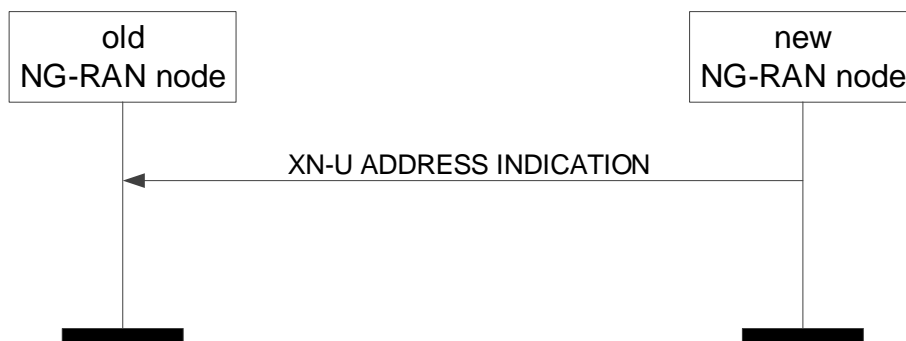 old
NG-RAN node
new
NG-RAN node
XN-U ADDRESS INDICATION